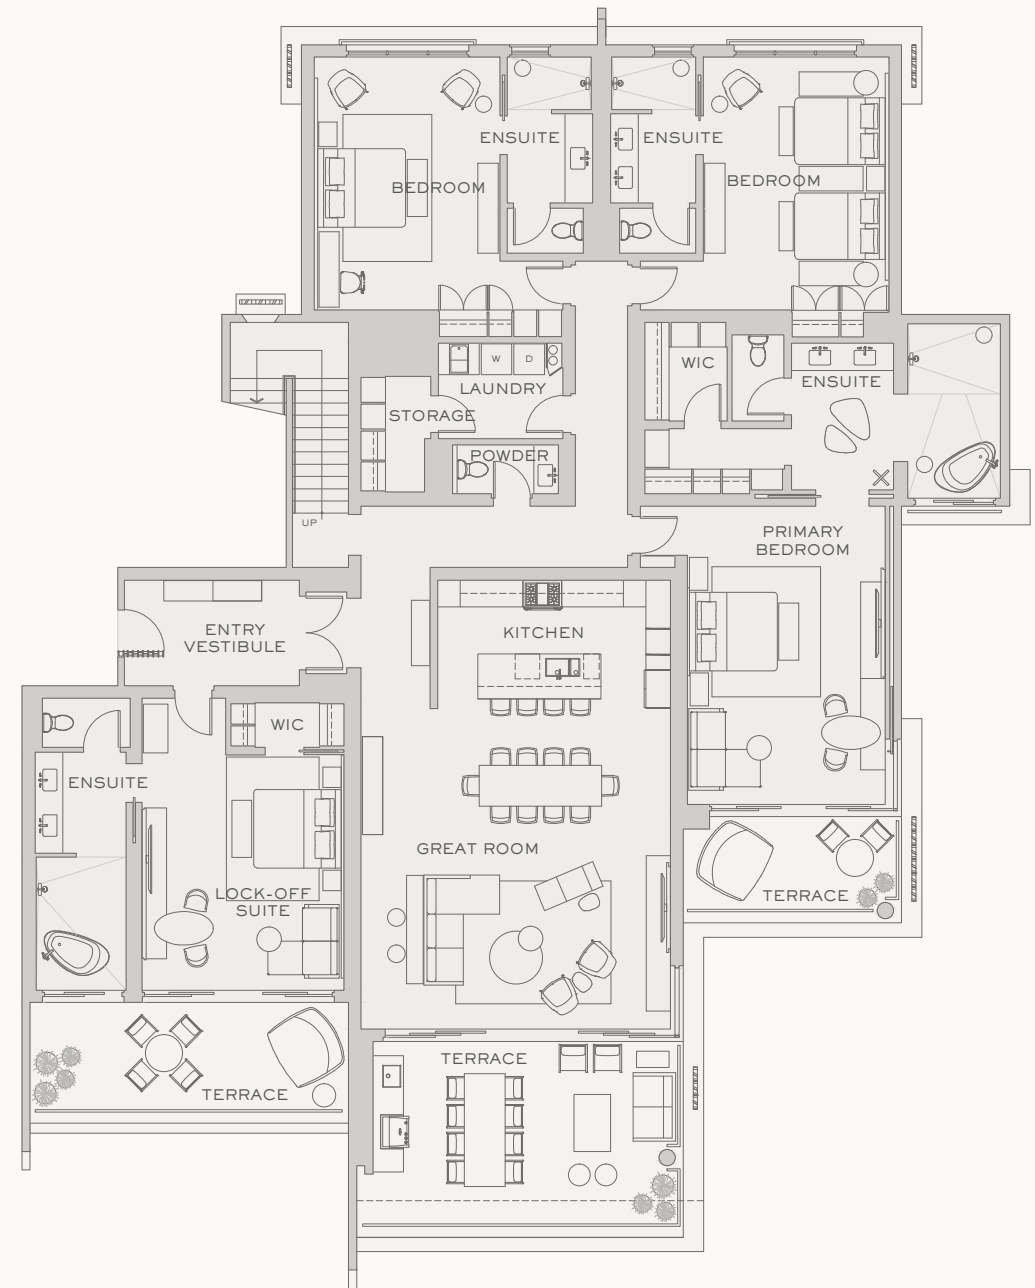 ENSUITE
ENSUITE
BEDROOM
BEDROOM
W
D
WIC
LAUNDRY
ENSUITE
STORAGE
POWDER
UP
PRIMARY
BEDROOM
ENTRY
VESTIBULE
KITCHEN
WIC
ENSUITE
GREAT ROOM
LOCK-OFF
SUITE
TERRACE
TERRACE
TERRACE